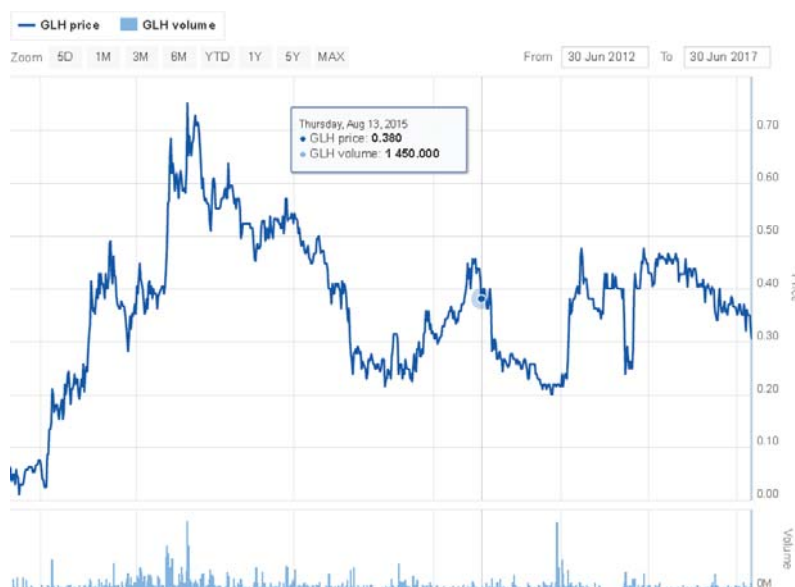 GLH price GLH volume
Zoom 5D 1M 3M 6M YTD 1Y 5Y MAX From 30 Jun 2012 To 30 Jun 2017
Thursday, Aug 13, 2015
GLH price: 0.380
GLH volume: 1 450.000
0.70
0.60
0.50
0.40
Price
0.30
0.20
0.10
0.00
Volume
0M